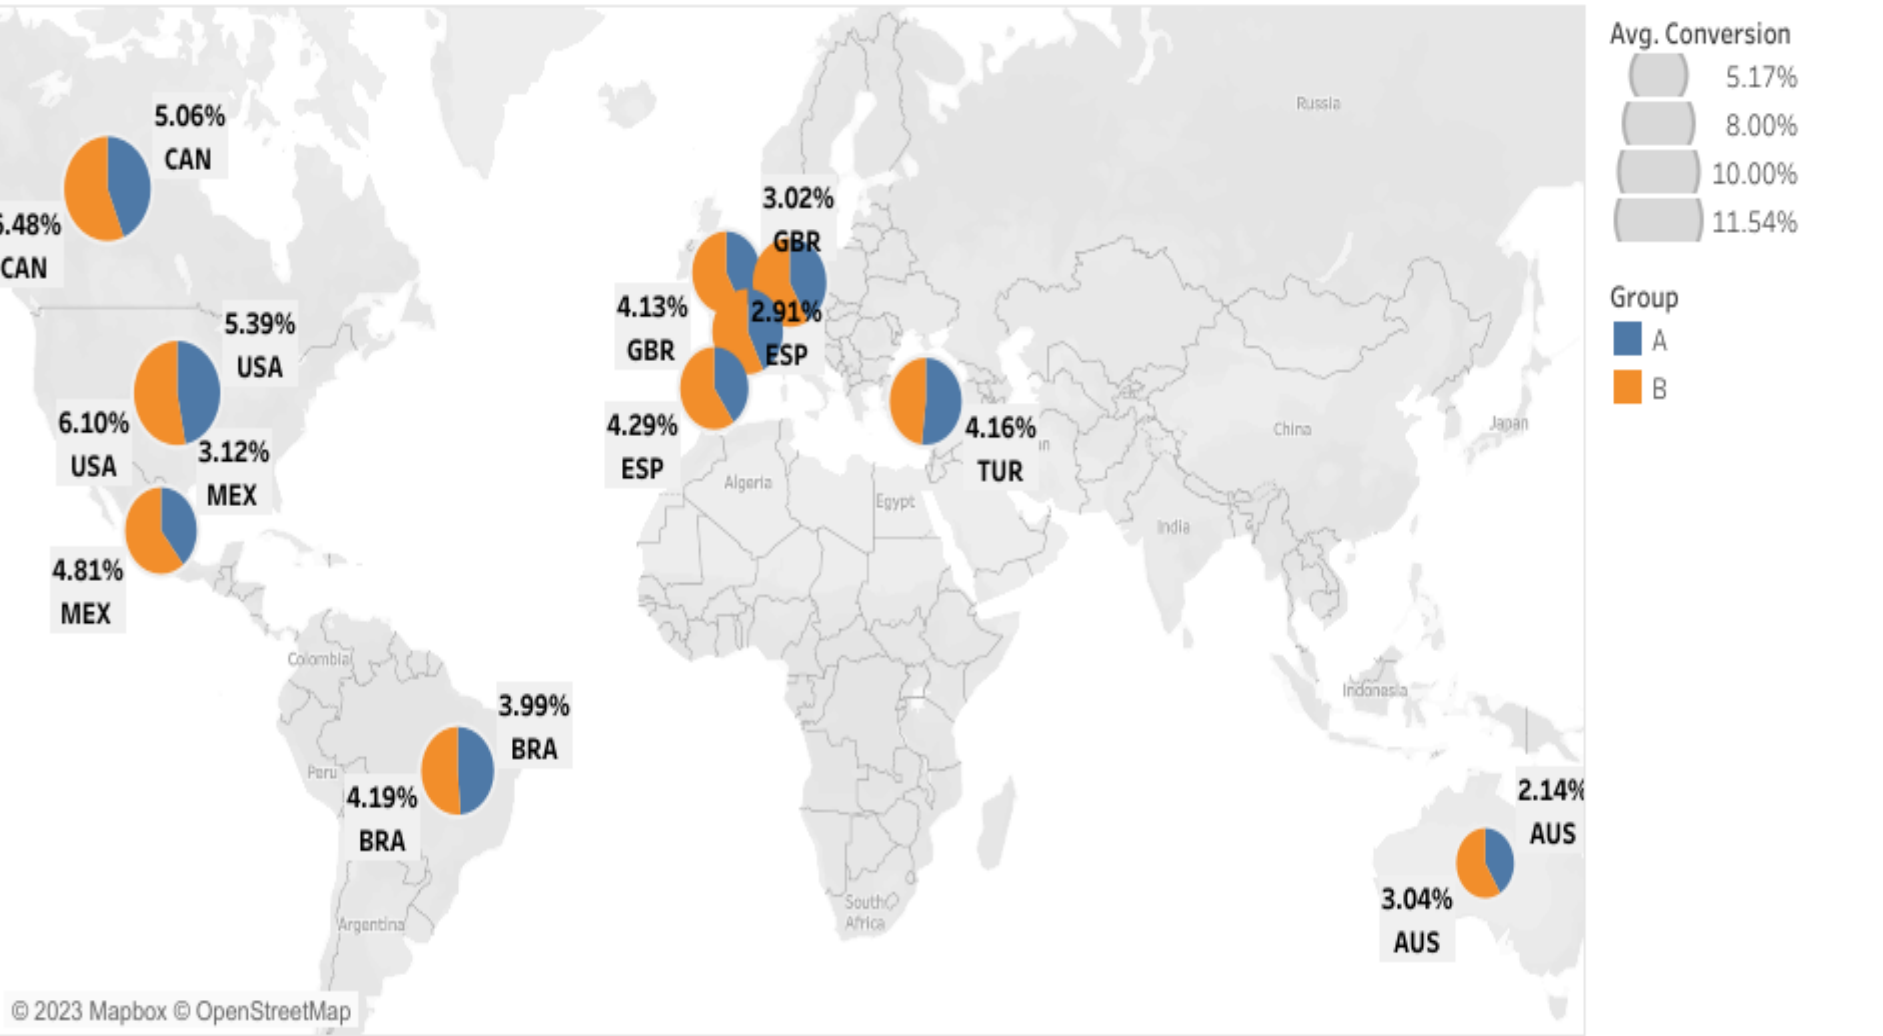 5.06%
CAN
.48%
CAN
5.39%
USA
6.10%
USA
3.12%
MEX
4.81%
MEX
3.99%
BRA
4.19%
BRA
3.02%
GBR
4.13%
GBR
2.91%
ESP
4.29%
ESP
4.16%
TUR
2.14%
AUS
3.04%
AUS
Russia
China
Japan
India
Indonesia
Algeria
Egypt
South
Africa
Colombia
Peru
Argentina
© 2023 Mapbox © OpenStreetMap
Avg. Conversion
5.17%
8.00%
10.00%
11.54%
Group
A
B